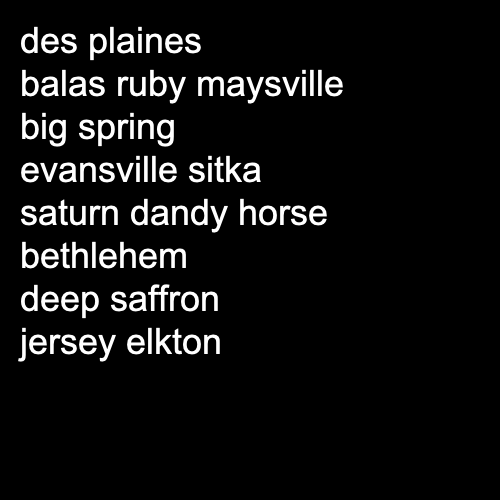 des plaines
balas ruby maysville
big spring
evansville sitka
saturn dandy horse
bethlehem
deep saffron
jersey elkton